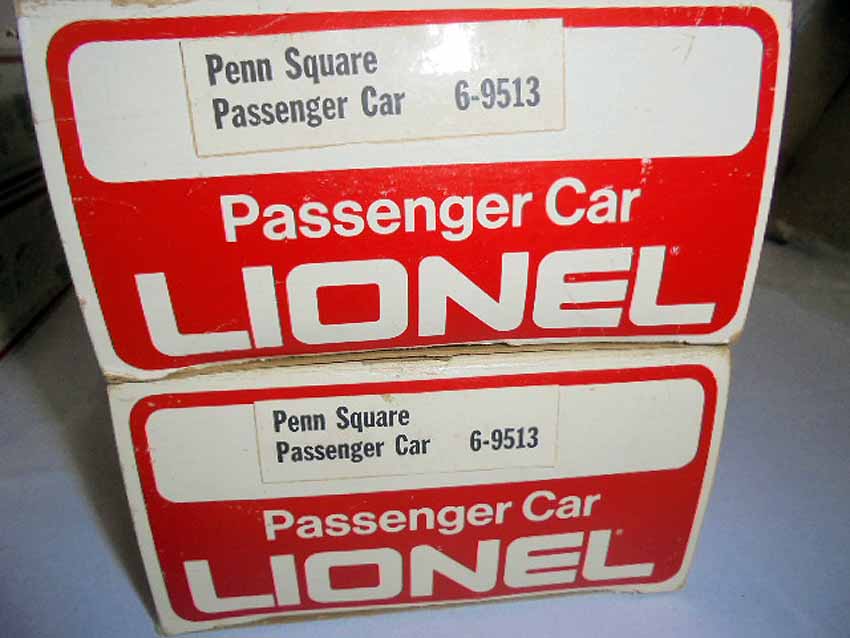 Penn Square
Passenger Car 6-9513
Passenger Car
LIONEL®
Penn Square
Passenger Car 6-9513
Passenger Car
LIONEL